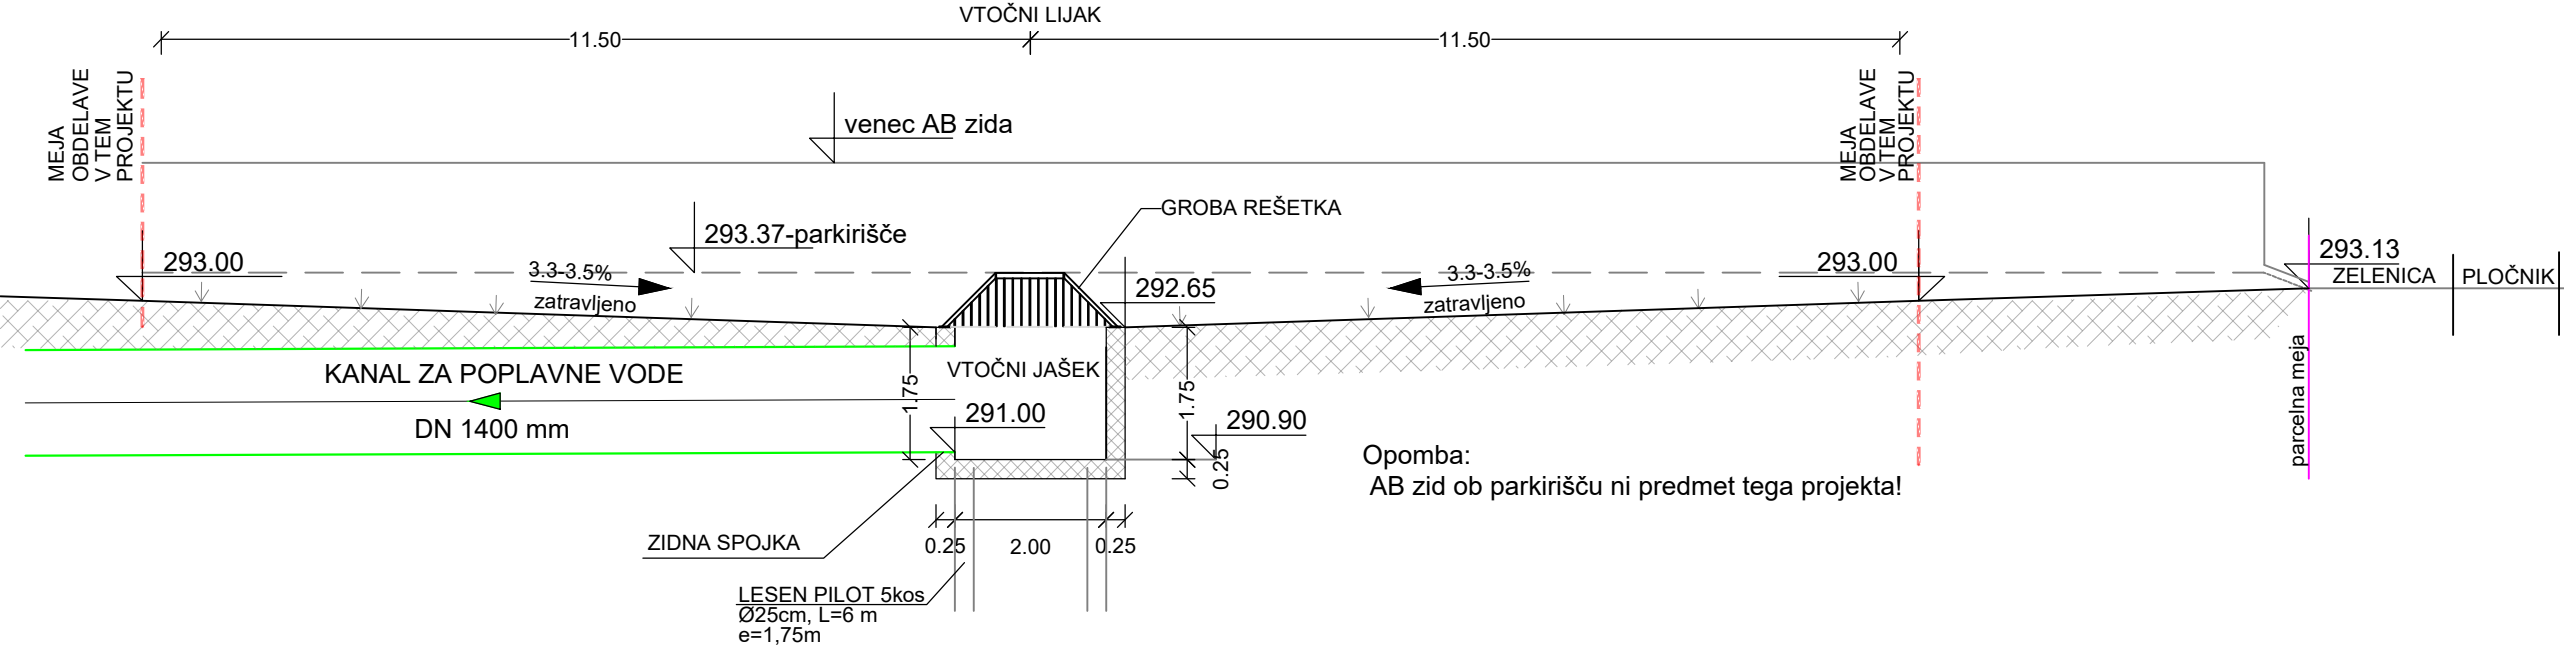 VTOČNI LIJAK
11.50
11.50
MEJA
OBDELAVE
V TEM
PROJEKTU
MEJA
OBDELAVE
V TEM
PROJEKTU
venec AB zida
GROBA REŠETKA
293.37-parkirišče
293.00
3.3-3.5%
zatravljeno
292.65
3.3-3.5%
zatravljeno
293.00
293.13
ZELENICA
PLOČNIK
KANAL ZA POPLAVNE VODE
DN 1400 mm
VTOČNI JAŠEK
1.75
1.75
291.00
290.90
0.25
parcelna meja
Opomba:
AB zid ob parkirišču ni predmet tega projekta!
ZIDNA SPOJKA
0.25
2.00
0.25
LESEN PILOT 5kos
Ø25cm, L=6 m
e=1,75m